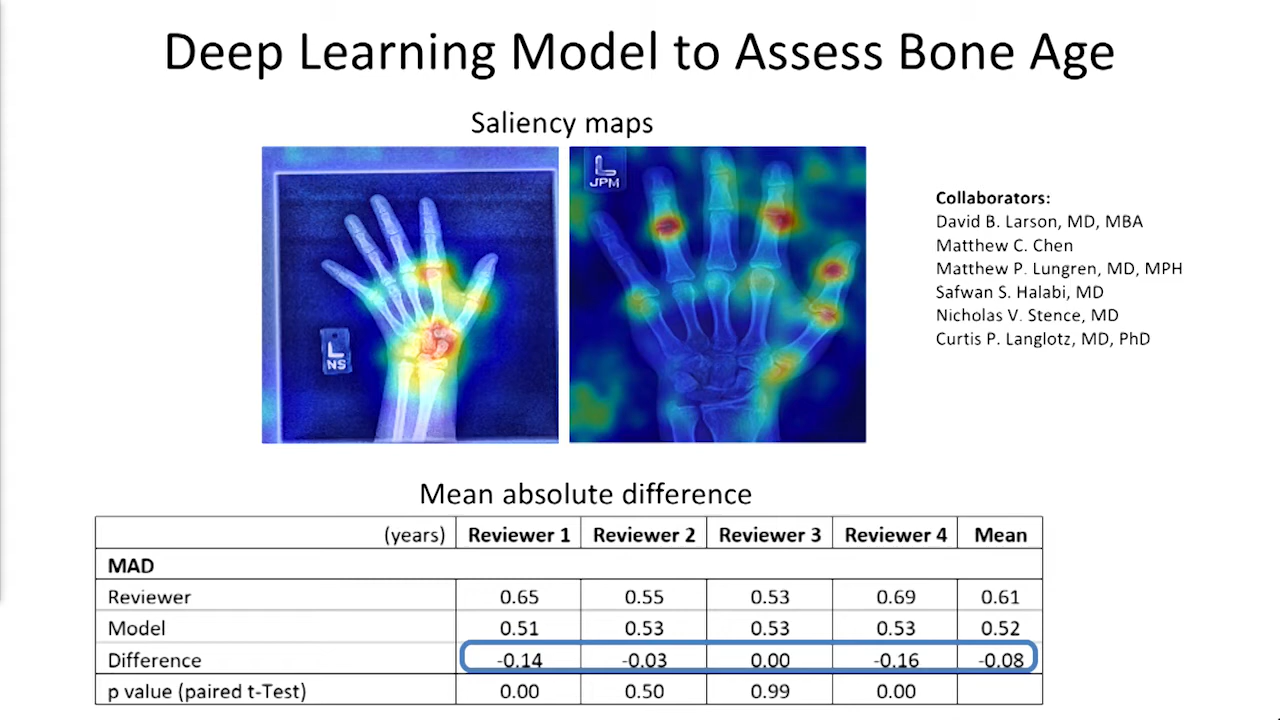 Deep Learning Model to Assess Bone Age
Saliency maps
L
NS
L
JPM
Collaborators:
David B. Larson, MD, MBA
Matthew C. Chen
Matthew P. Lungren, MD, MPH
Safwan S. Halabi, MD
Nicholas V. Stence, MD
Curtis P. Langlotz, MD, PhD
Mean absolute difference
(years) Reviewer 1 Reviewer 2 Reviewer 3 Reviewer 4 Mean
MAD
Reviewer 0.65 0.55 0.53 0.69 0.61
Model 0.51 0.53 0.53 0.53 0.52
Difference -0.14 -0.03 0.00 -0.16 -0.08
p value (paired t-Test) 0.00 0.50 0.99 0.00